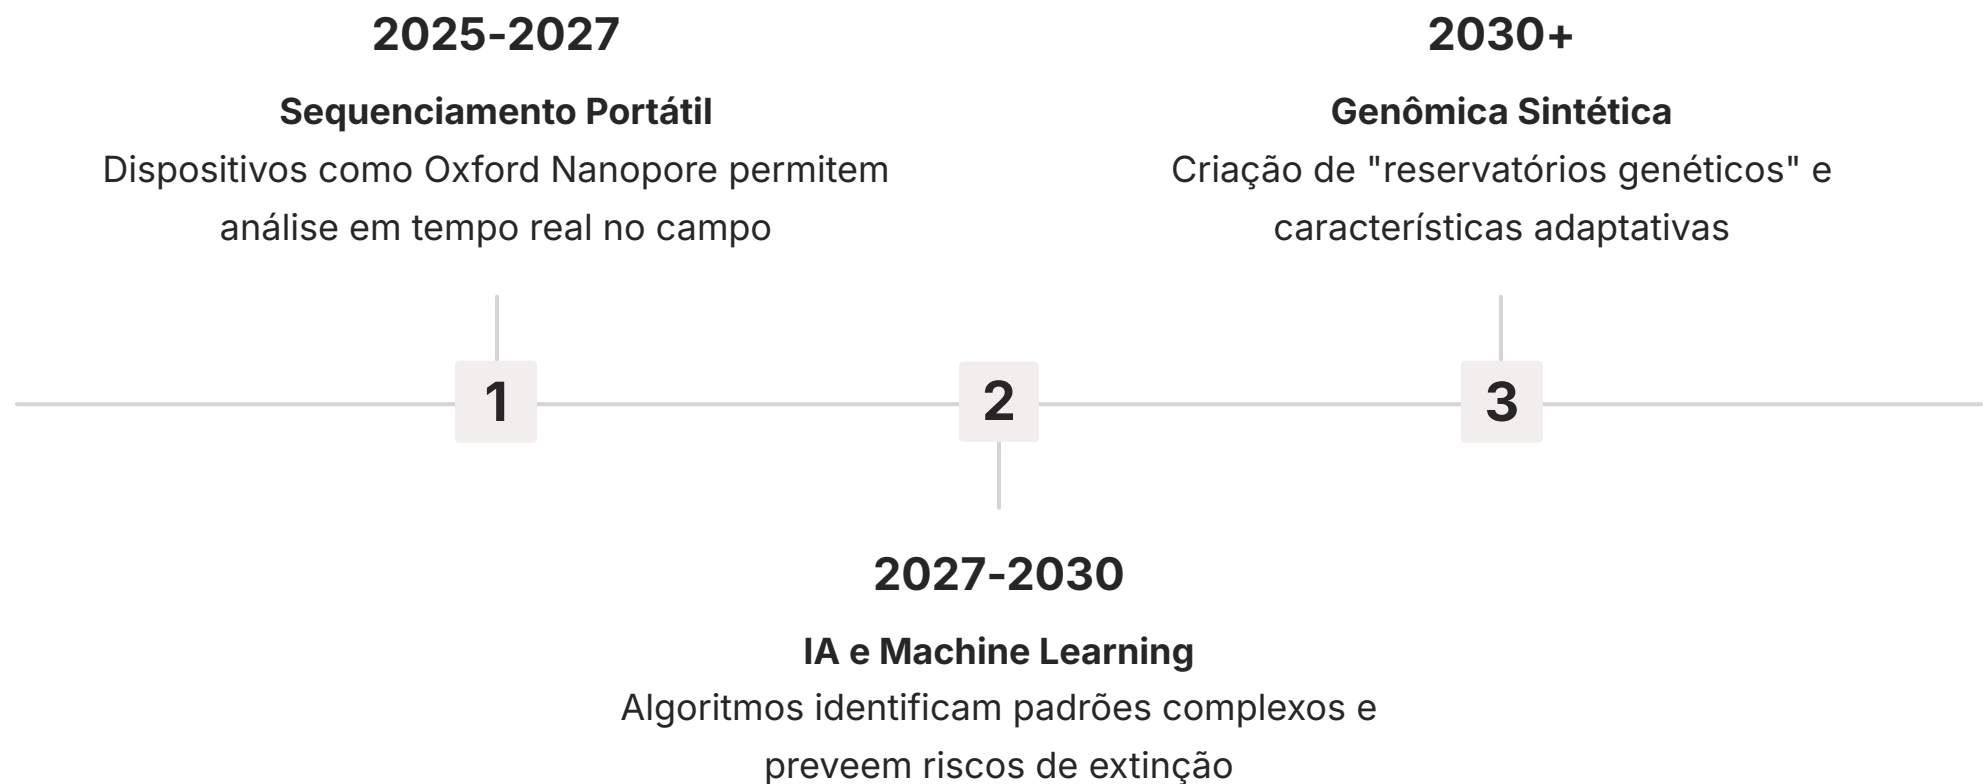 2025-2027
Sequenciamento Portátil
Dispositivos como Oxford Nanopore permitem
análise em tempo real no campo
2030+
Genômica Sintética
Criação de "reservatórios genéticos" e
características adaptativas
1
2
3
2027-2030
IA e Machine Learning
Algoritmos identificam padrões complexos e
preveem riscos de extinção